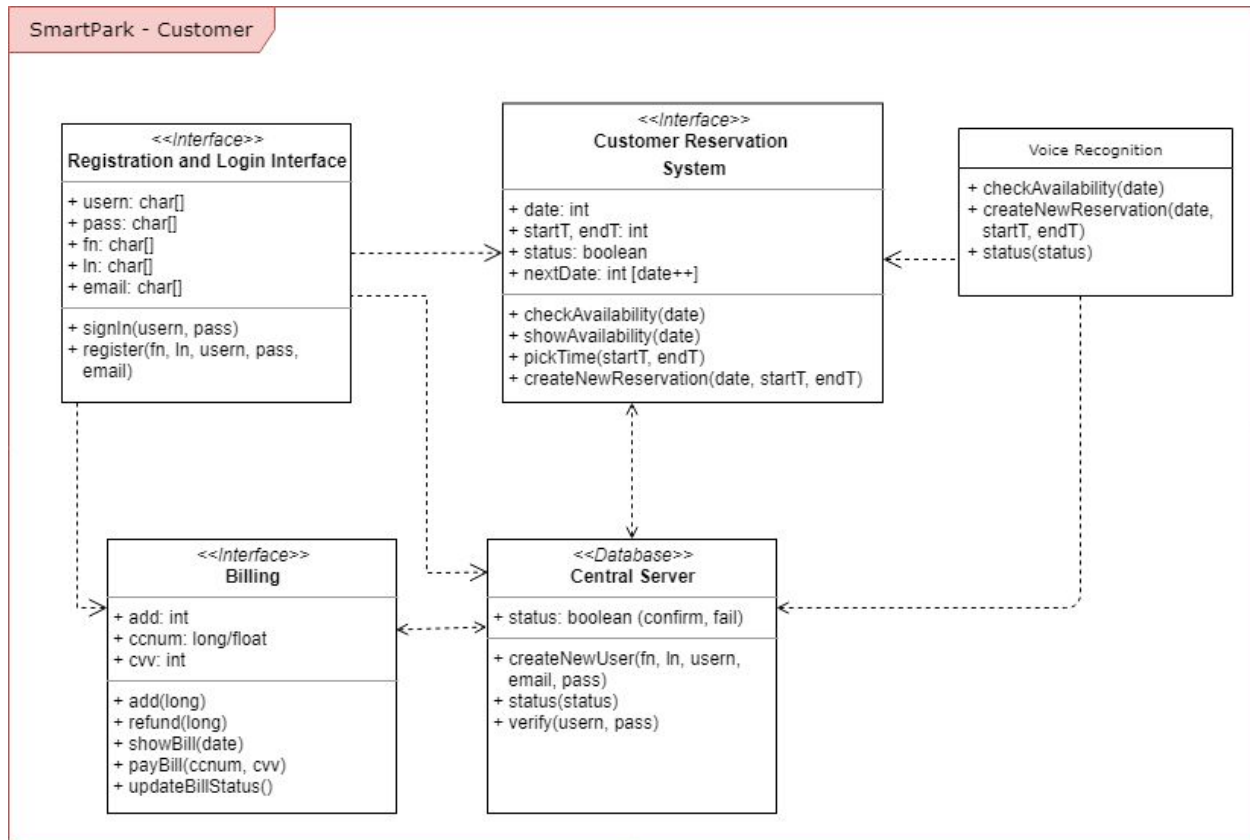 SmartPark - Customer
<<Interface>>
Registration and Login Interface
+ usern: char[]
+ pass: char[]
+ fn: char[]
+ ln: char[]
+ email: char[]
+ signIn(usern, pass)
+ register(fn, ln, usern, pass,
email)
<<Interface>>
Customer Reservation
System
+ date: int
+ startT, endT: int
+ status: boolean
+ nextDate: int [date++]
+ checkAvailability(date)
+ showAvailability(date)
+ pickTime(startT, endT)
+ createNewReservation(date, startT, endT)
Voice Recognition
+ checkAvailability(date)
+ createNewReservation(date,
startT, endT)
+ status(status)
<<Interface>>
Billing
+ add: int
+ ccnum: long/float
+ cvv: int
+ add(long)
+ refund(long)
+ showBill(date)
+ payBill(ccnum, cvv)
+ updateBillStatus()
<<Database>>
Central Server
+ status: boolean (confirm, fail)
+ createNewUser(fn, ln, usern,
email, pass)
+ status(status)
+ verify(usern, pass)